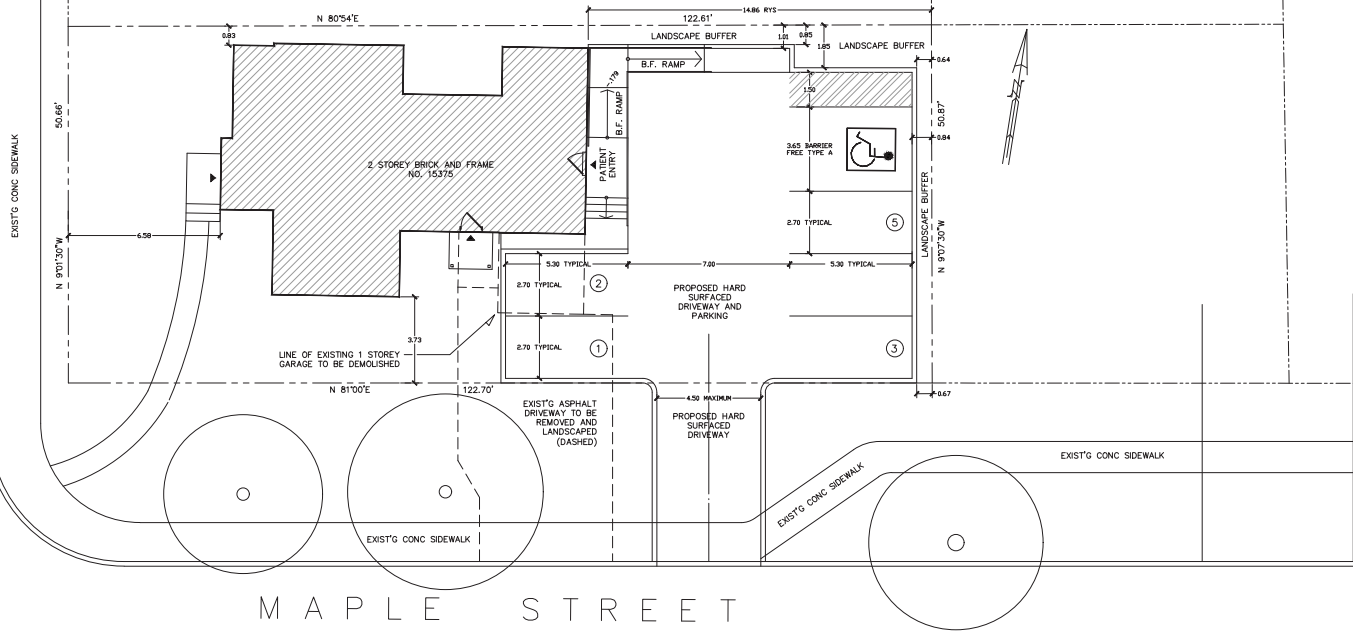 14.86 RYS
N 80°54'E
122.61'
0.83
LANDSCAPE BUFFER
1.01
0.85
1.85
LANDSCAPE BUFFER
0.64
B.F. RAMP
1.50
B.F. RAMP
50.66'
50.87'
N
EXIST'G CONC SIDEWALK
0.84
3.65 BARRIER
FREE TYPE A
2 STOREY BRICK AND FRAME
NO. 15375
PATIENT
ENTRY
2.70 TYPICAL
5
LANDSCAPE BUFFER
6.58
N 9°01'30"W
N 9°07'30"W
5.30 TYPICAL
7.00
5.30 TYPICAL
2.70 TYPICAL
2
PROPOSED HARD
SURFACED
DRIVEWAY AND
PARKING
3.73
2.70 TYPICAL
1
3
LINE OF EXISTING 1 STOREY
GARAGE TO BE DEMOLISHED
N 81°00'E
122.70'
0.67
4.50 MAXIMUM
EXIST'G ASPHALT
DRIVEWAY TO BE
REMOVED AND
LANDSCAPED
(DASHED)
PROPOSED HARD
SURFACED
DRIVEWAY
EXIST'G CONC SIDEWALK
EXIST'G CONC SIDEWALK
EXIST'G CONC SIDEWALK
MAPLE STREET